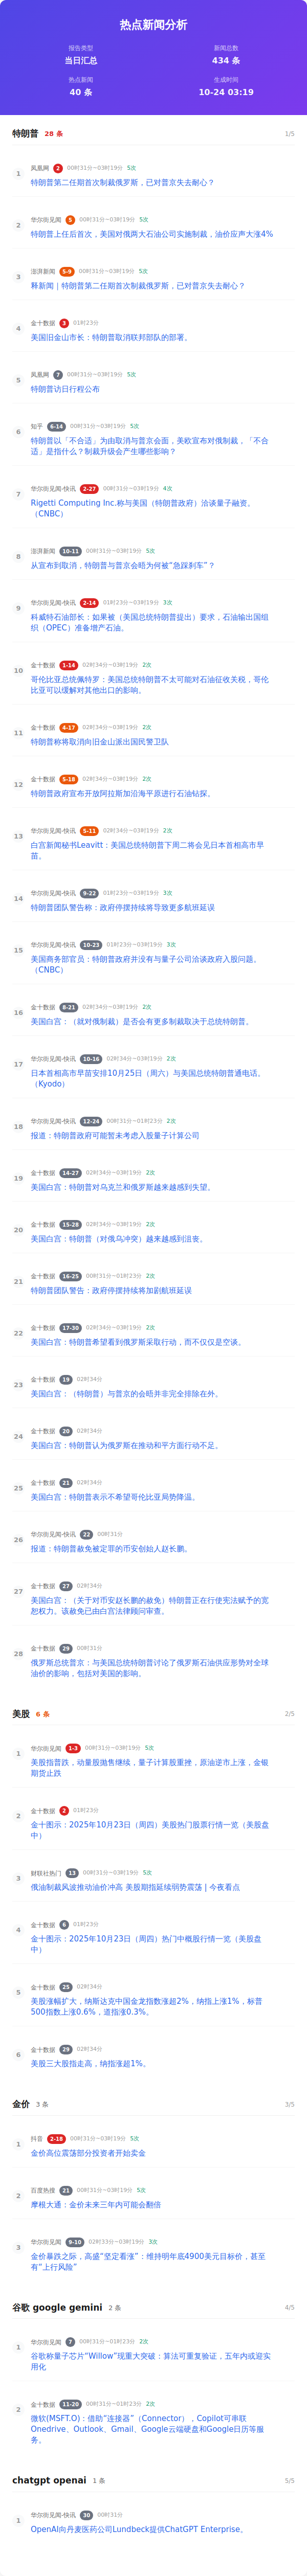 热点新闻分析
报告类型
新闻总数
当日汇总
434 条
热点新闻
生成时间
40 条
10-24 03:19
特朗普 28 条 1/5
1 凤凰网 2 00时31分~03时19分 5次
特朗普第二任期首次制裁俄罗斯，已对普京失去耐心？
2 华尔街见闻 5 00时31分~03时19分 5次
特朗普上任后首次，美国对俄两大石油公司实施制裁，油价应声大涨4%
3 澎湃新闻 5-9 00时31分~03时19分 5次
释新闻｜特朗普第二任期首次制裁俄罗斯，已对普京失去耐心？
4 金十数据 3 01时23分
美国旧金山市长：特朗普取消联邦部队的部署。
5 凤凰网 7 00时31分~03时19分 5次
特朗普访日行程公布
6 知乎 6-14 00时31分~03时19分 5次
特朗普以「不合适」为由取消与普京会面，美欧宣布对俄制裁，「不合
适」是指什么？制裁升级会产生哪些影响？
7 华尔街见闻-快讯 2-27 00时31分~03时19分 4次
Rigetti Computing Inc.称与美国（特朗普政府）洽谈量子融资。
（CNBC）
8 澎湃新闻 10-11 00时31分~03时19分 5次
从宣布到取消，特朗普与普京会晤为何被“急踩刹车”？
9 华尔街见闻-快讯 2-14 01时23分~03时19分 3次
科威特石油部长：如果被（美国总统特朗普提出）要求，石油输出国组
织（OPEC）准备增产石油。
10 金十数据 1-14 02时34分~03时19分 2次
哥伦比亚总统佩特罗：美国总统特朗普不太可能对石油征收关税，哥伦
比亚可以缓解对其他出口的影响。
11 金十数据 4-17 02时34分~03时19分 2次
特朗普称将取消向旧金山派出国民警卫队
12 金十数据 5-18 02时34分~03时19分 2次
特朗普政府宣布开放阿拉斯加沿海平原进行石油钻探。
13 华尔街见闻-快讯 5-11 02时34分~03时19分 2次
白宫新闻秘书Leavitt：美国总统特朗普下周二将会见日本首相高市早
苗。
14 华尔街见闻-快讯 9-22 01时23分~03时19分 3次
特朗普团队警告称：政府停摆持续将导致更多航班延误
15 华尔街见闻-快讯 10-23 01时23分~03时19分 3次
美国商务部官员：特朗普政府并没有与量子公司洽谈政府入股问题。
（CNBC）
16 金十数据 8-21 02时34分~03时19分 2次
美国白宫：（就对俄制裁）是否会有更多制裁取决于总统特朗普。
17 华尔街见闻-快讯 10-16 02时34分~03时19分 2次
日本首相高市早苗安排10月25日（周六）与美国总统特朗普通电话。
（Kyodo）
18 华尔街见闻-快讯 12-24 00时31分~01时23分 2次
报道：特朗普政府可能暂未考虑入股量子计算公司
19 金十数据 14-27 02时34分~03时19分 2次
美国白宫：特朗普对乌克兰和俄罗斯越来越感到失望。
20 金十数据 15-28 02时34分~03时19分 2次
美国白宫：特朗普（对俄乌冲突）越来越感到沮丧。
21 金十数据 16-25 00时31分~01时23分 2次
特朗普团队警告：政府停摆持续将加剧航班延误
22 金十数据 17-30 02时34分~03时19分 2次
美国白宫：特朗普希望看到俄罗斯采取行动，而不仅仅是空谈。
23 金十数据 19 02时34分
美国白宫：（特朗普）与普京的会晤并非完全排除在外。
24 金十数据 20 02时34分
美国白宫：特朗普认为俄罗斯在推动和平方面行动不足。
25 金十数据 21 02时34分
美国白宫：特朗普表示不希望哥伦比亚局势降温。
26 华尔街见闻-快讯 22 00时31分
报道：特朗普赦免被定罪的币安创始人赵长鹏。
27 金十数据 27 02时34分
美国白宫：（关于对币安赵长鹏的赦免）特朗普正在行使宪法赋予的宽
恕权力。该赦免已由白宫法律顾问审查。
28 金十数据 29 00时31分
俄罗斯总统普京：与美国总统特朗普讨论了俄罗斯石油供应形势对全球
油价的影响，包括对美国的影响。
美股 6 条 2/5
1 华尔街见闻 1-3 00时31分~03时19分 5次
美股指普跌，动量股抛售继续，量子计算股重挫，原油逆市上涨，金银
期货止跌
2 金十数据 2 01时23分
金十图示：2025年10月23日（周四）美股热门股票行情一览（美股盘
中）
3 财联社热门 13 00时31分~03时19分 5次
俄油制裁风波推动油价冲高 美股期指延续弱势震荡 | 今夜看点
4 金十数据 6 01时23分
金十图示：2025年10月23日（周四）热门中概股行情一览（美股盘
中）
5 金十数据 25 02时34分
美股涨幅扩大，纳斯达克中国金龙指数涨超2%，纳指上涨1%，标普
500指数上涨0.6%，道指涨0.3%。
6 金十数据 29 02时34分
美股三大股指走高，纳指涨超1%。
金价 3 条 3/5
1 抖音 2-18 00时31分~03时19分 5次
金价高位震荡部分投资者开始卖金
2 百度热搜 21 00时31分~03时19分 5次
摩根大通：金价未来三年内可能会翻倍
3 华尔街见闻 9-10 02时33分~03时19分 3次
金价暴跌之际，高盛“坚定看涨”：维持明年底4900美元目标价，甚至
有“上行风险”
谷歌 google gemini 2 条 4/5
1 华尔街见闻 7 00时31分~01时23分 2次
谷歌称量子芯片“Willow”现重大突破：算法可重复验证，五年内或实
用化
2 金十数据 11-20 00时31分~01时23分 2次
微软(MSFT.O)：借助“连接器”（Connector），Copilot可串联
Onedrive、Outlook、Gmail、Google云端硬盘和Google日历等服
务。
chatgpt openai 1 条 5/5
1 华尔街见闻-快讯 30 00时31分
OpenAI向丹麦医药公司Lundbeck提供ChatGPT Enterprise。